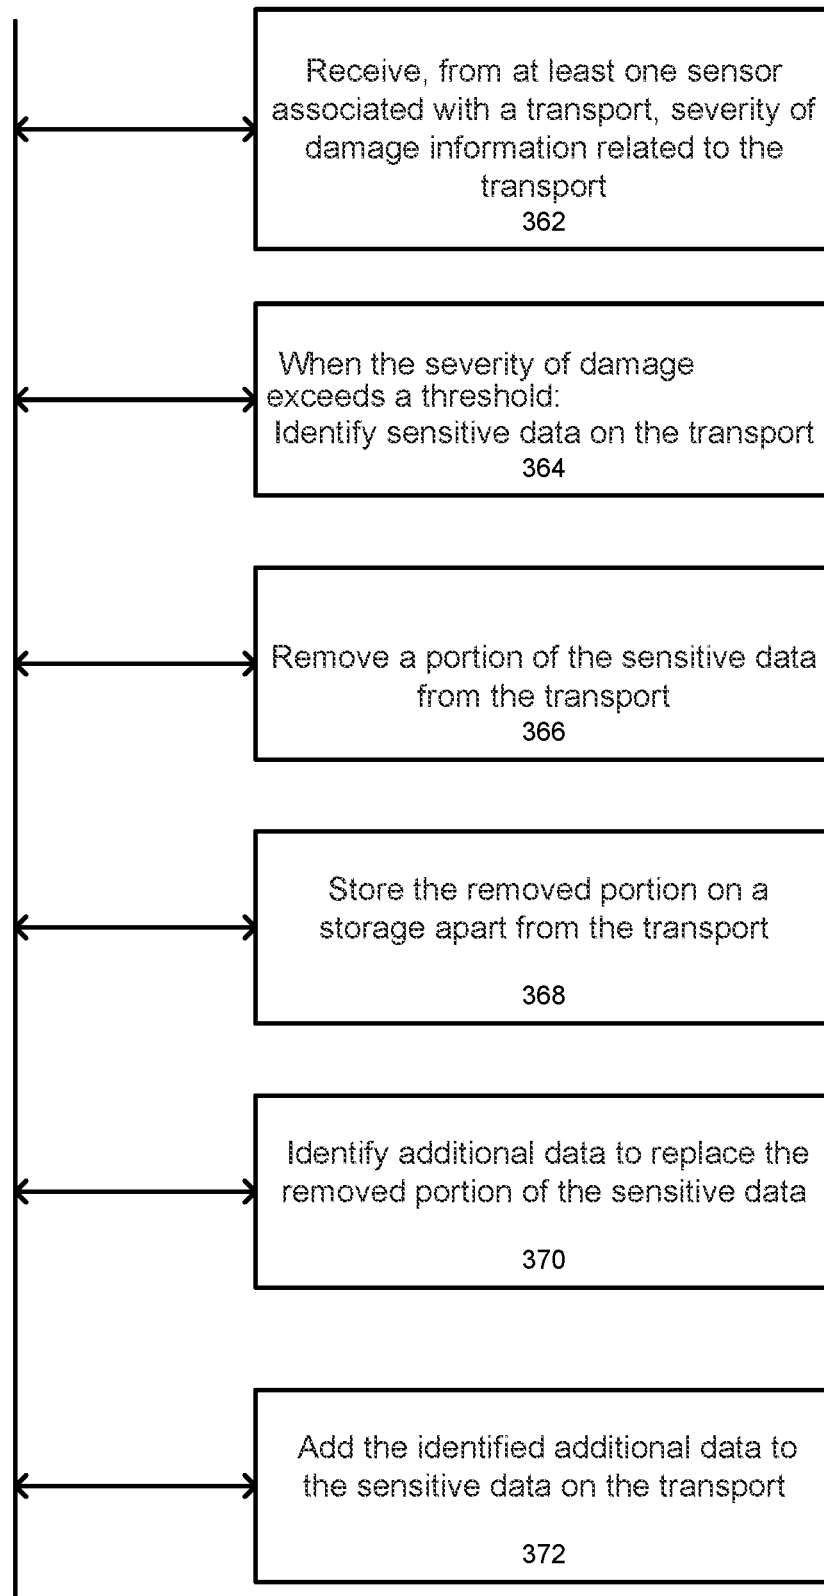 Receive, from at least one sensor
associated with a transport, severity of
damage information related to the
transport
362
When the severity of damage
exceeds a threshold:
Identify sensitive data on the transport
364
Remove a portion of the sensitive data
from the transport
366
Store the removed portion on a
storage apart from the transport
368
Identify additional data to replace the
removed portion of the sensitive data
370
Add the identified additional data to
the sensitive data on the transport
372